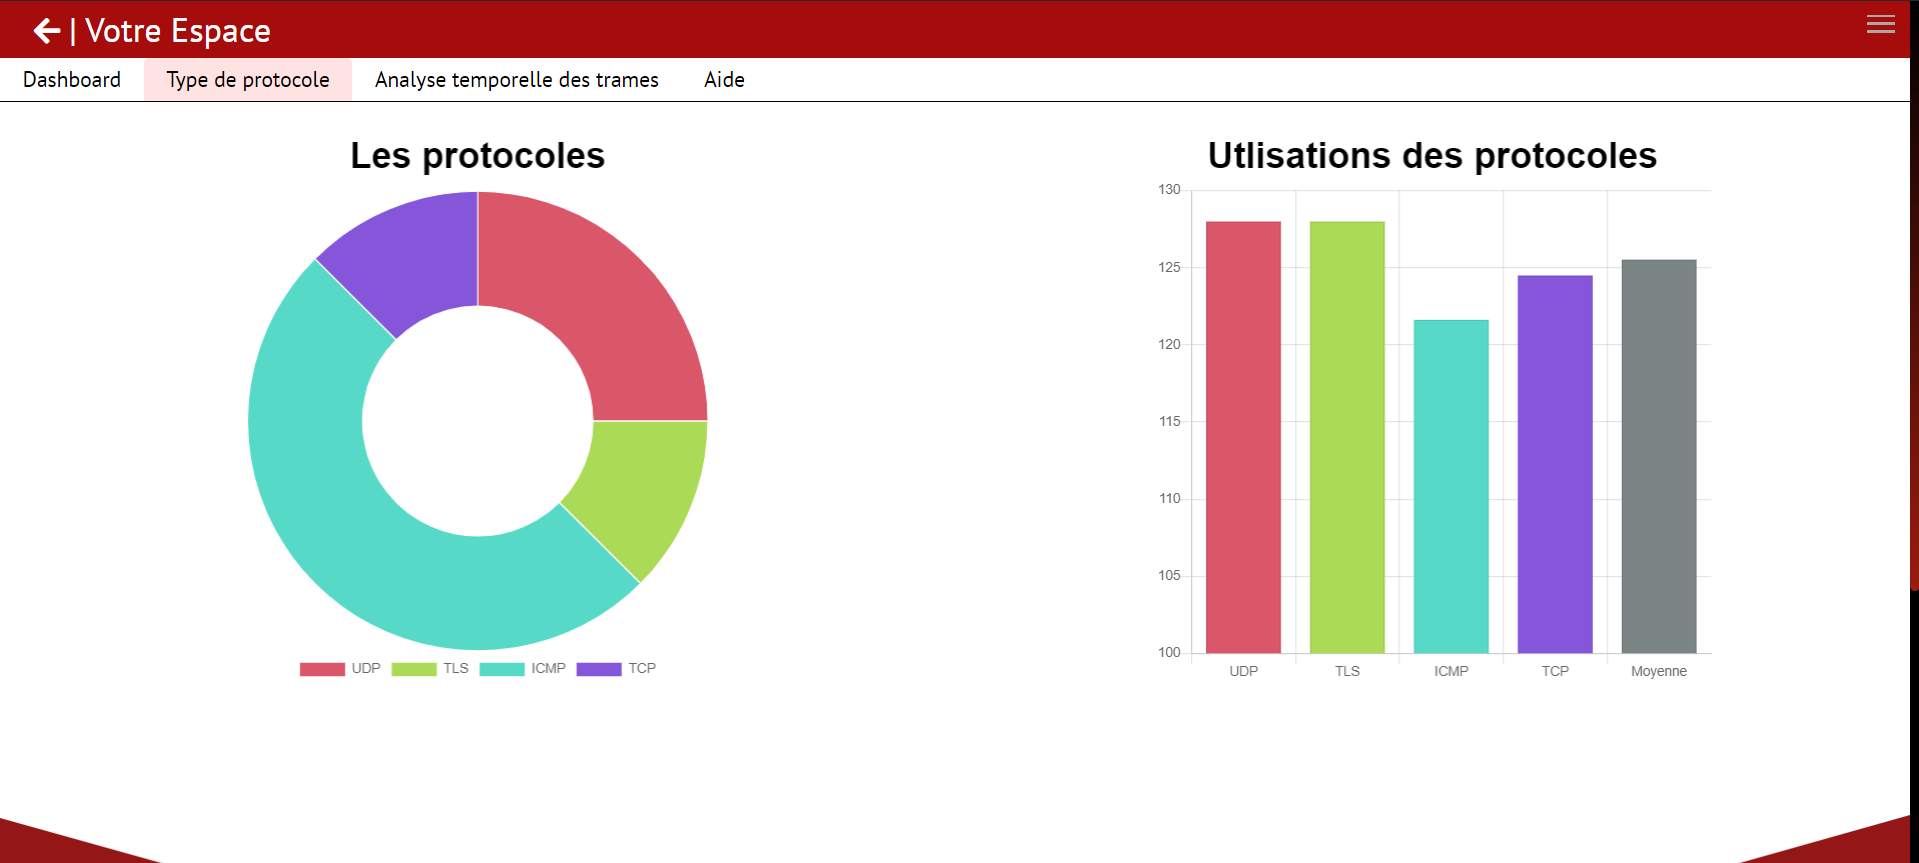 | Votre Espace
Dashboard Type de protocole Analyse temporelle des trames Aide
Les protocoles
UDP TLS ICMP TCP
Utlisations des protocoles
130
125
120
115
110
105
100
UDP TLS ICMP TCP Moyenne